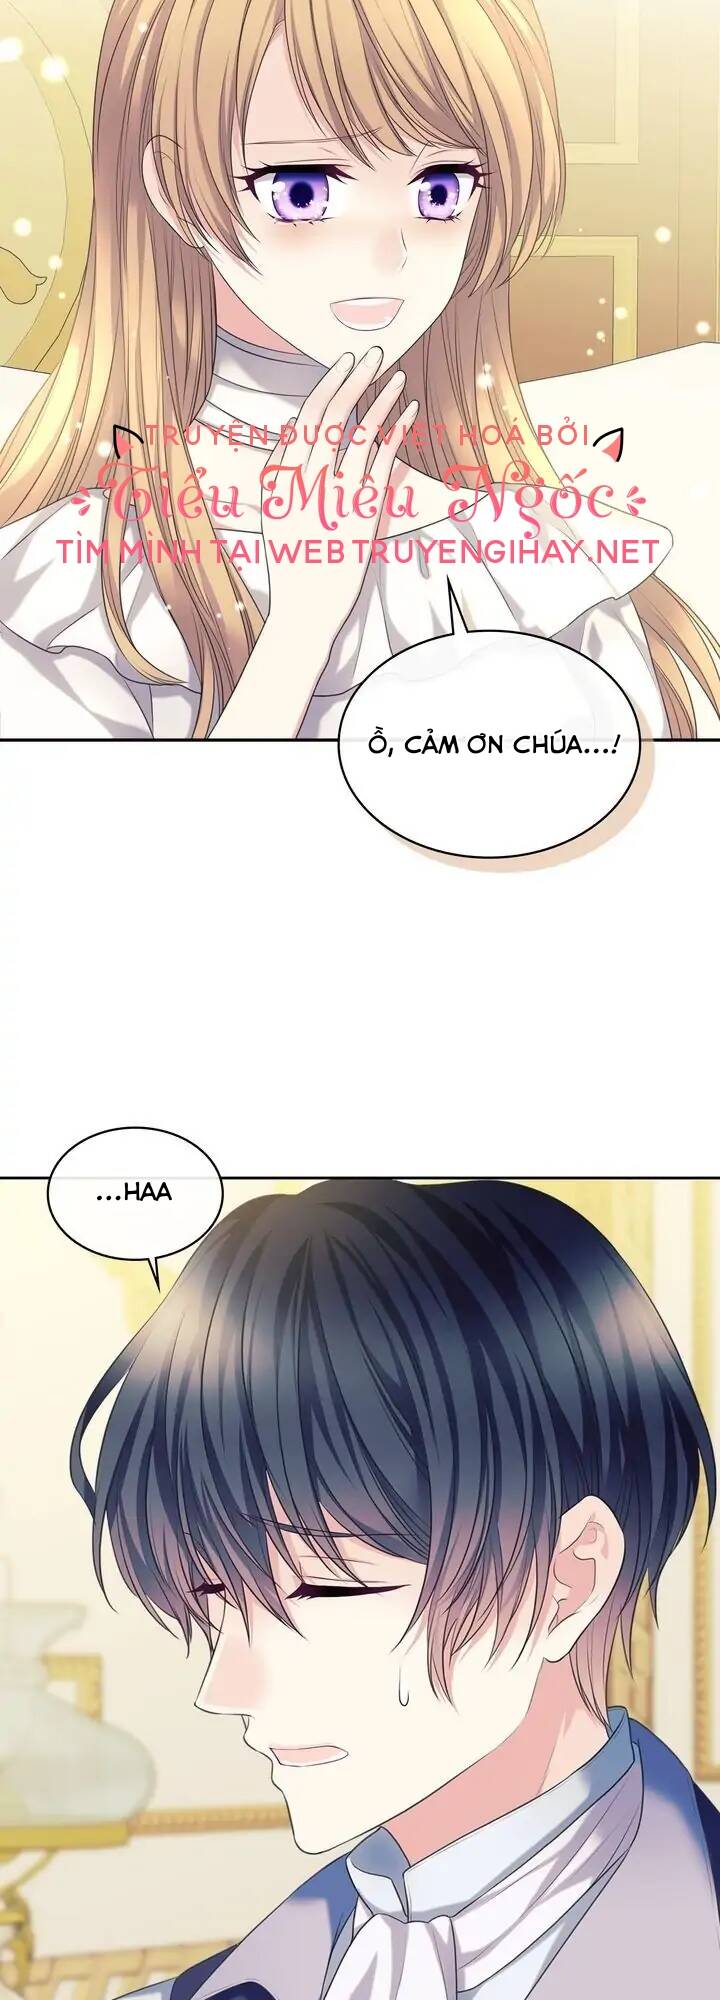 TRUYỆN ĐƯỢC VIỆT HOÁ BỞI
Tiểu Miêu Ngốc
TÌM MÌNH TẠI WEB TRUYENGIHAY.NET
Ồ, CẢM ƠN CHÚA...!
...HAA